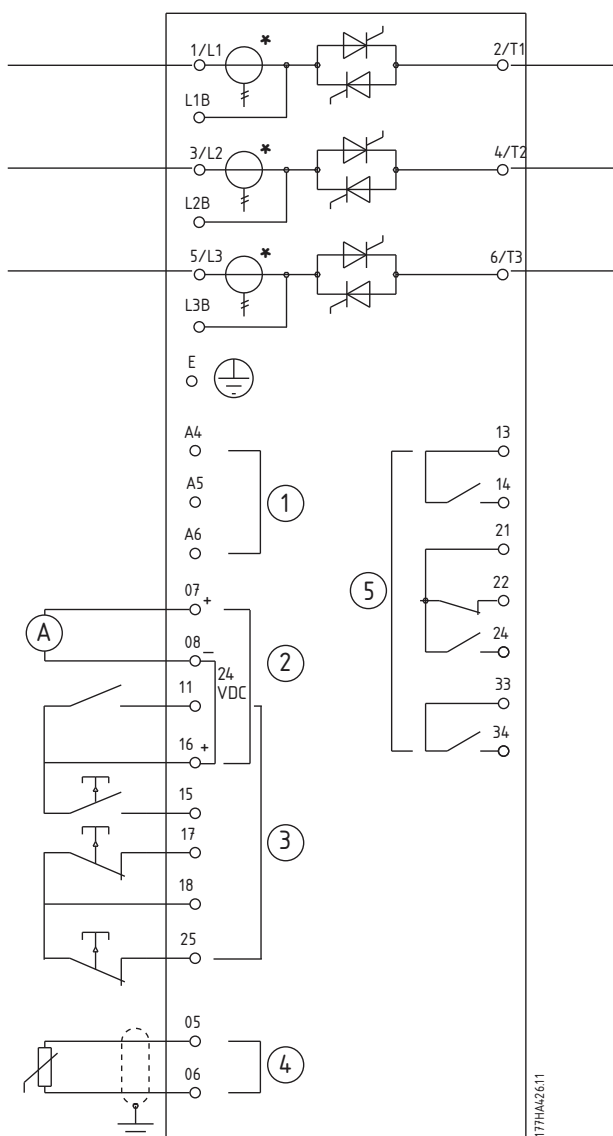 1/L1
*
2/T1
L1B
3/L2
*
4/T2
L2B
5/L3
*
6/T3
L3B
E
A4
A5
A6
1
13
14
21
22
24
33
34
5
07
+
A
08
–
24
VDC
2
11
16
+
15
17
18
25
3
05
06
4
177HA426.11